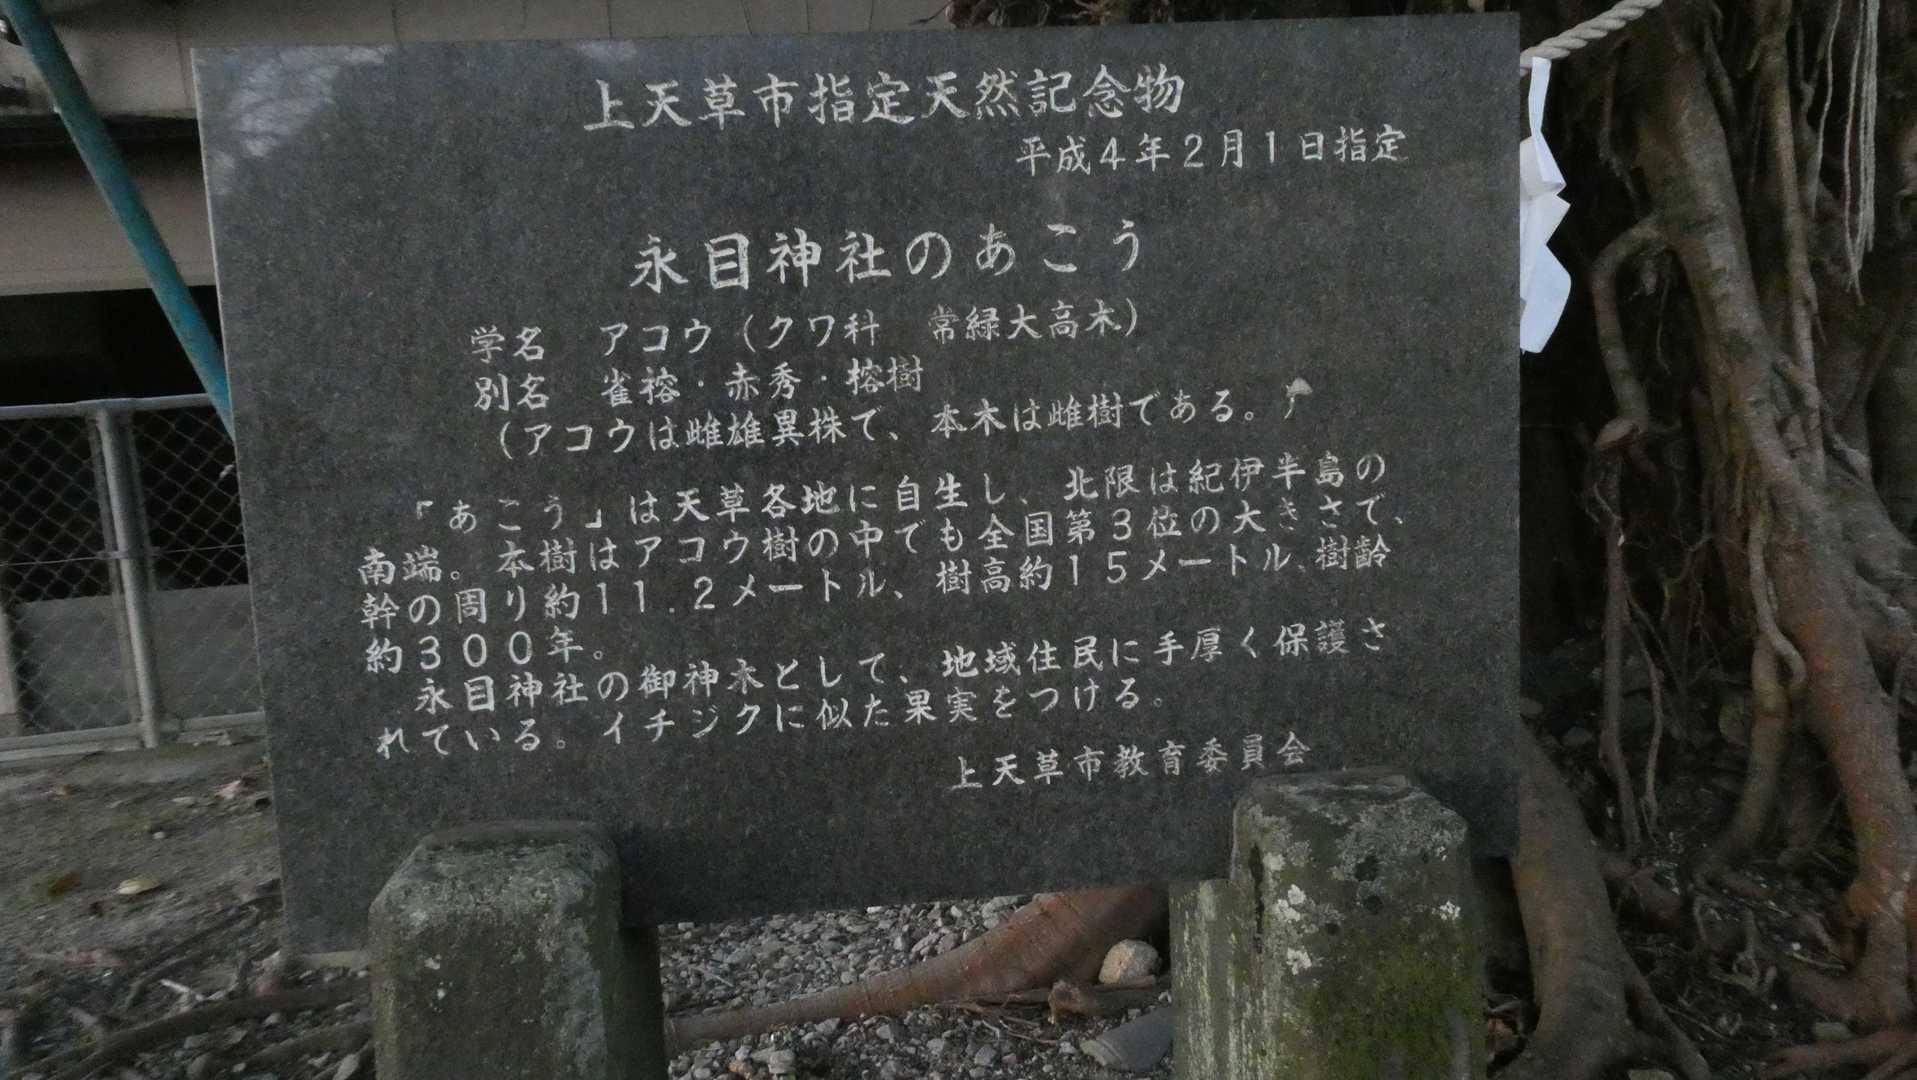 上天草市指定天然記念物
平成4年2月1日指定
永目神社のあこう
学名　アコウ（クワ科　常緑大高木）
別名　雀榕・赤秀・榕樹
（アコウは雌雄異株で、本木は雌樹である。）
「あこう」は天草各地に自生し、北限は紀伊半島の
南端。本樹はアコウ樹の中でも全国第3位の大きさで、
幹の周り約11.2メートル、樹高約15メートル、樹齢
約300年。
永目神社の御神木として、地域住民に手厚く保護さ
れている。イチジクに似た果実をつける。
上天草市教育委員会